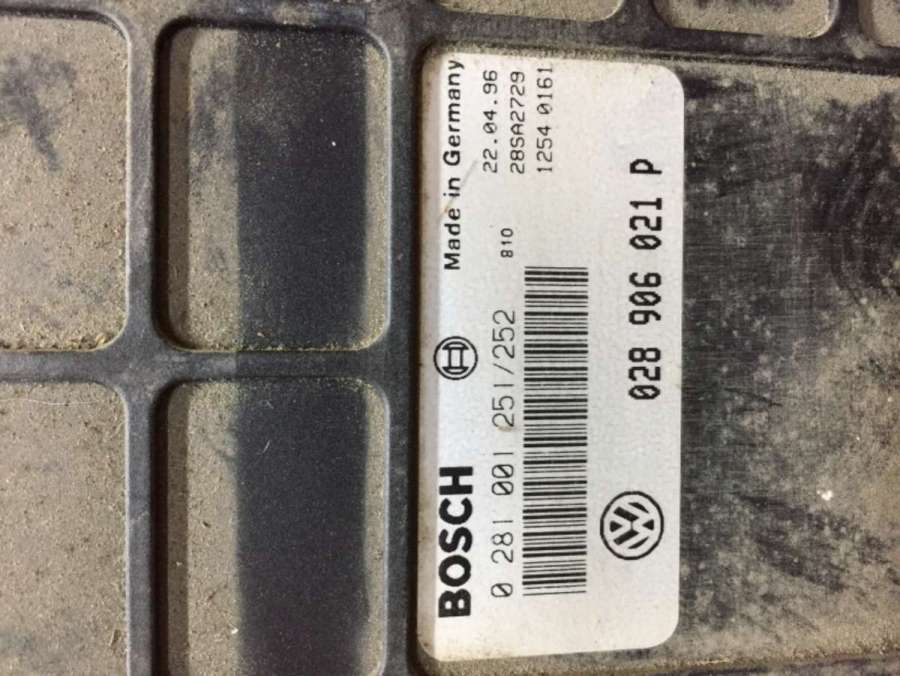 BOSCH
Made in Germany
0 281 001 251/252
22.04.96
28SA2729
810
1254 0161
028 906 021 P